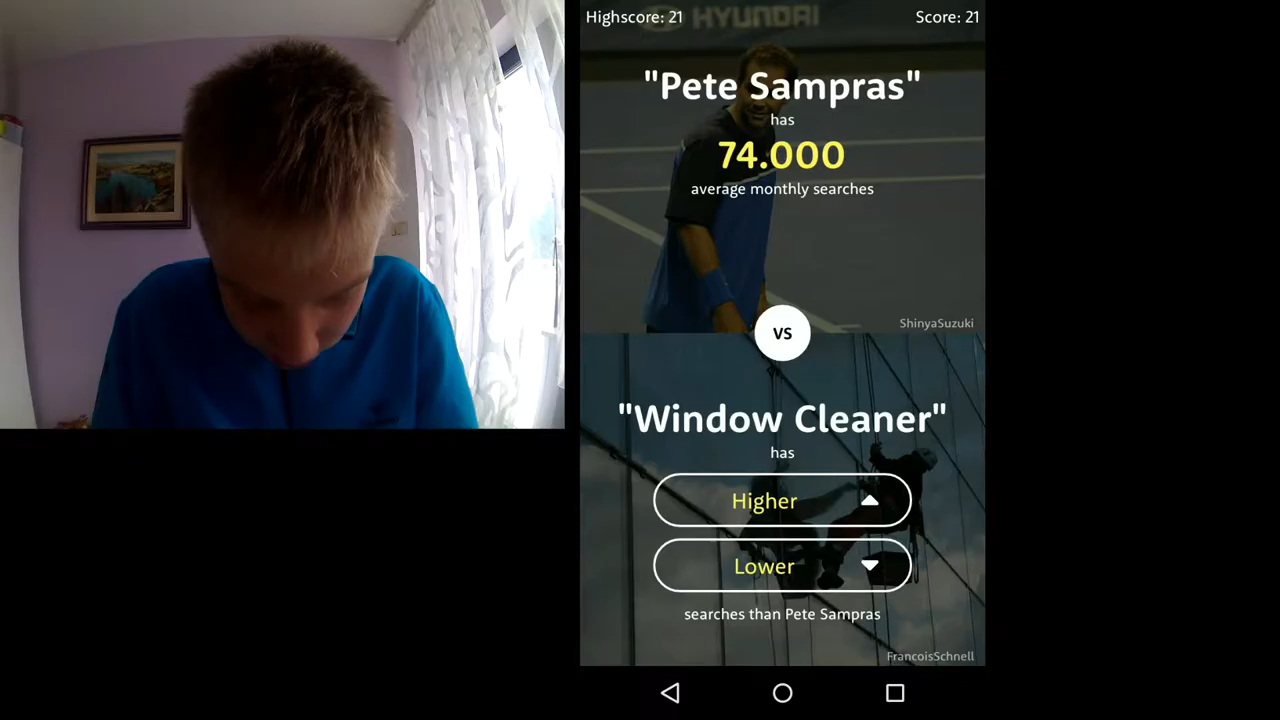 HYUNDAI
Highscore: 21
Score: 21
"Pete Sampras"
has
74.000
average monthly searches
ShinyaSuzuki
VS
"Window Cleaner"
has
Higher
Lower
searches than Pete Sampras
FrancoisSchnell